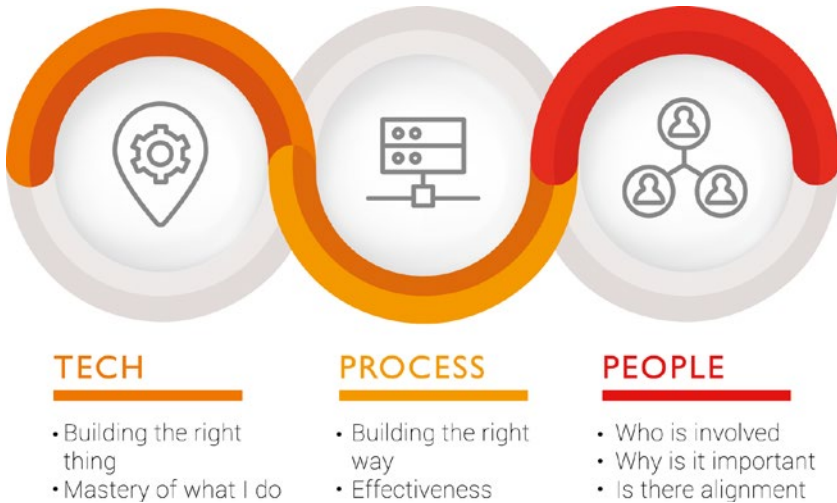 TECH
• Building the right
thing
• Mastery of what I do
PROCESS
• Building the right
way
• Effectiveness
PEOPLE
• Who is involved
• Why is it important
• Is there alignment